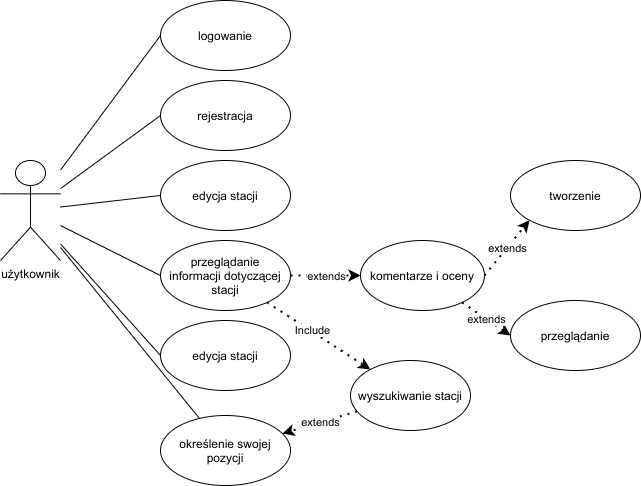 logowanie
rejestracja
edycja stacji
tworzenie
extends
użytkownik
przeglądanie
informacji dotyczącej
stacji
extends
komentarze i oceny
extends
Include
przeglądanie
edycja stacji
wyszukiwanie stacji
extends
określenie swojej
pozycji